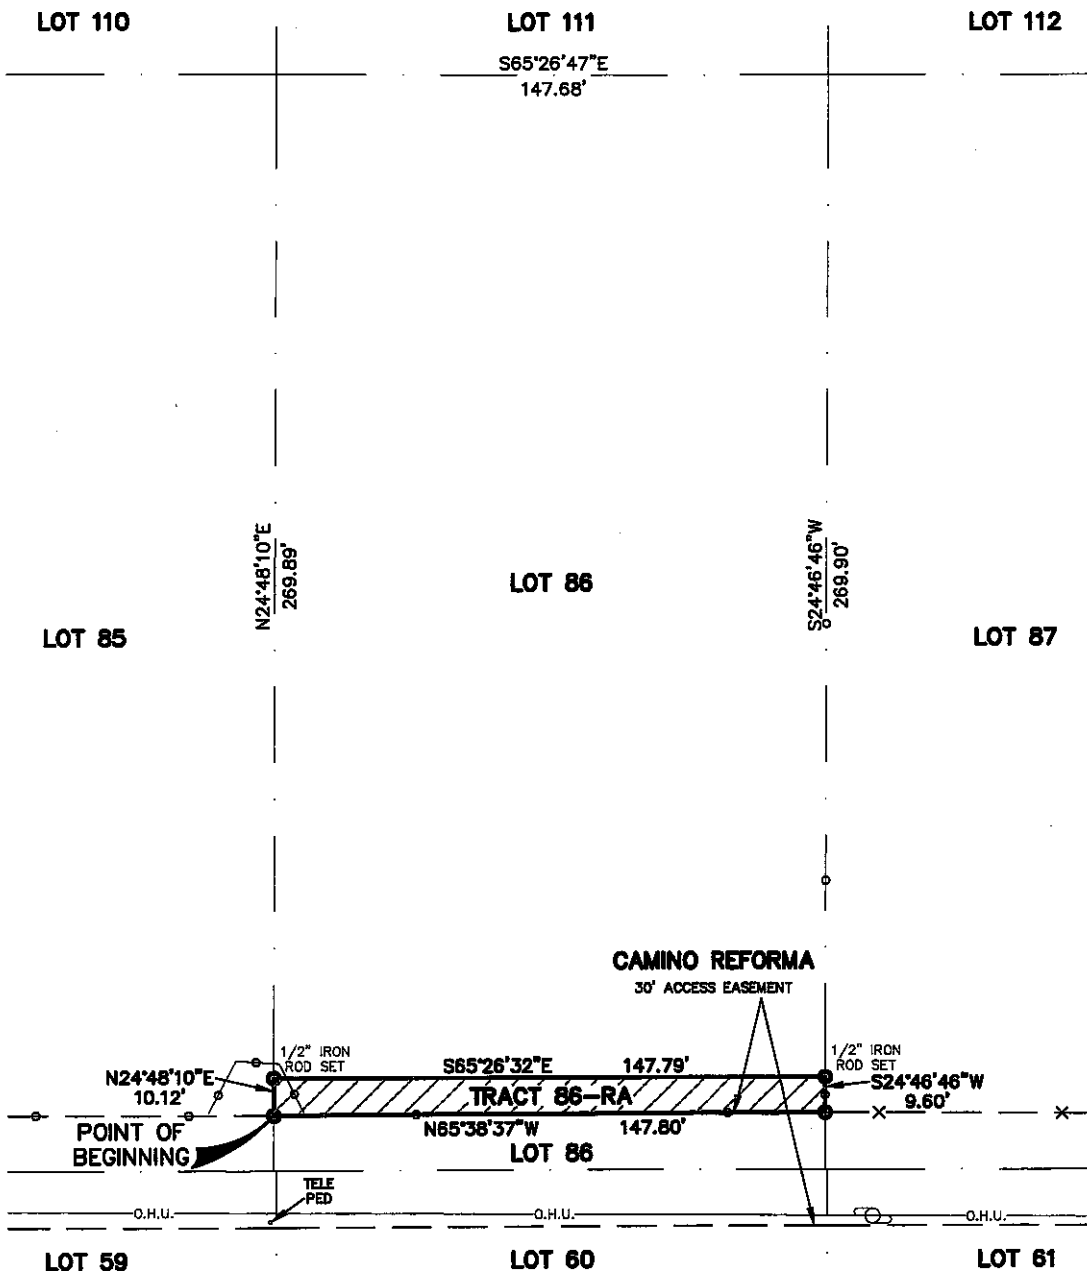 LOT 110
LOT 111
LOT 112
S65°26'47"E
147.68'
N24°48'10"E
269.89'
S24°46'46"W
269.90'
LOT 86
LOT 85
LOT 87
CAMINO REFORMA
30' ACCESS EASEMENT
1/2" IRON
ROD SET
1/2" IRON
ROD SET
N24°48'10"E
10.12'
S65°26'32"E 147.79'
S24°46'46"W
9.60'
TRACT 86-RA
N65°38'37"W 147.80'
POINT OF
BEGINNING
LOT 86
TELE
PED
O.H.U. O.H.U. O.H.U.
LOT 59
LOT 60
LOT 61